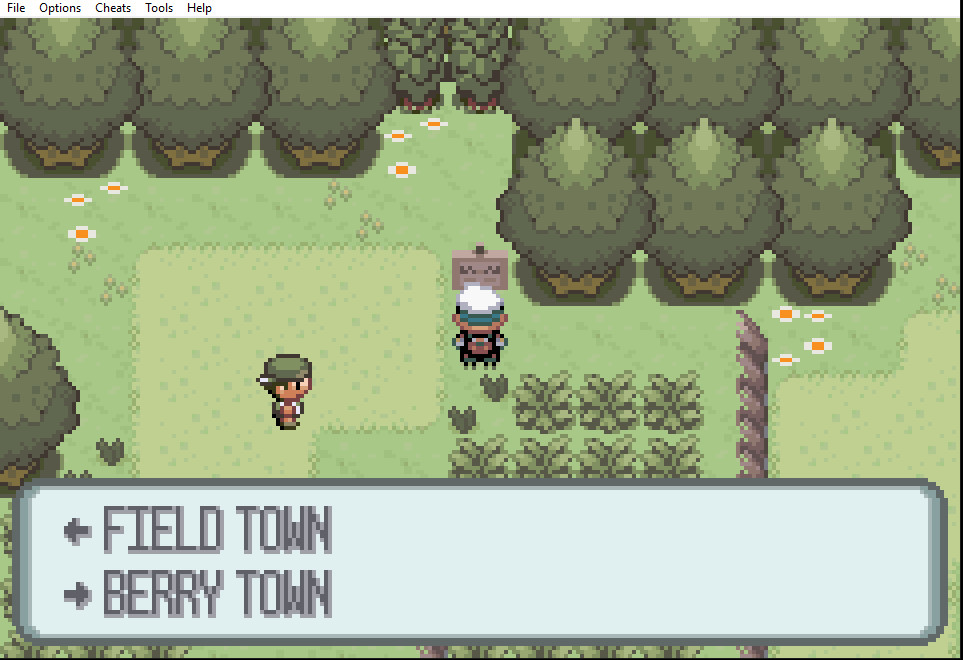 File Options Cheats Tools Help
← FIELD TOWN
→ BERRY TOWN